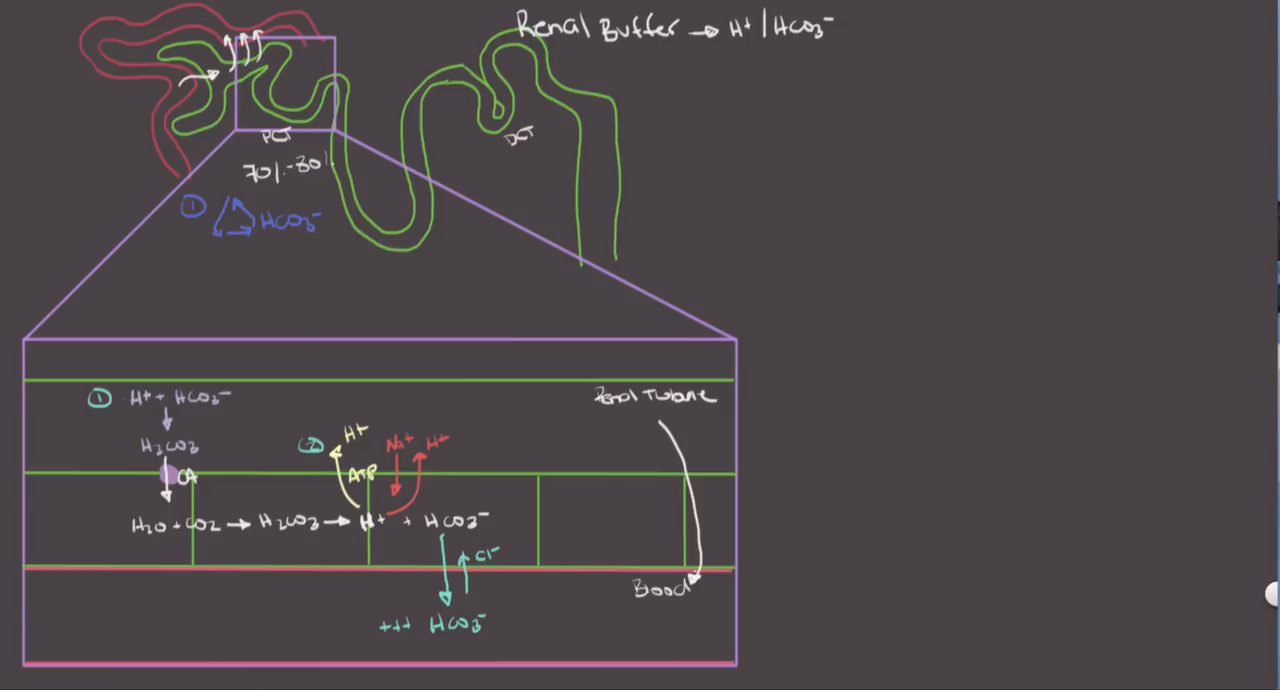 Renal Buffer → H⁺ / HCO₃⁻
PCT
DCT
70%-80%
① HCO₃⁻
① H⁺ + HCO₃⁻
Renal Tubule
H₂CO₃
② H⁺
Na⁺ H⁺
CA
ATP
H₂O + CO₂ → H₂CO₃ → H⁺ + HCO₃⁻
Cl⁻
Blood
+++ HCO₃⁻